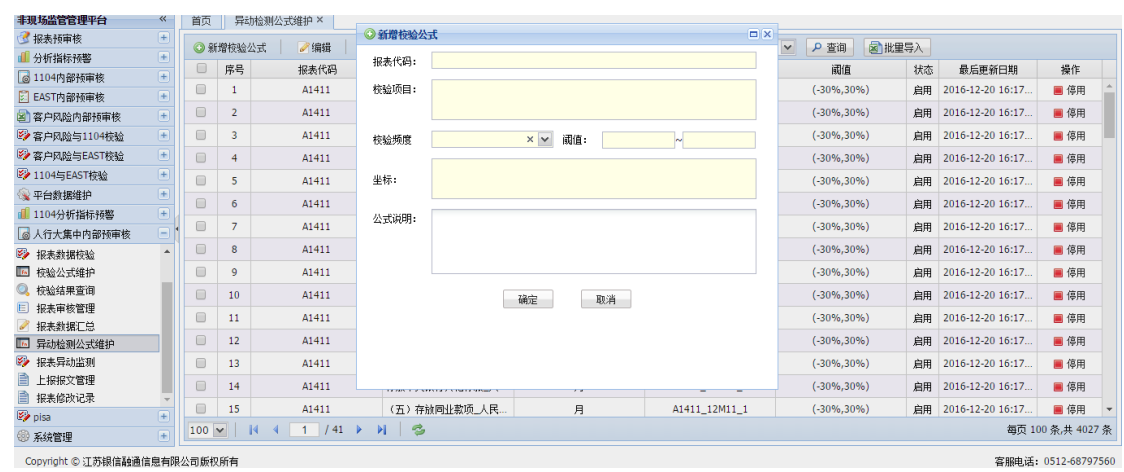 非现场监管管理平台 «
首页 异动检测公式维护 ×
报表预审核
分析指标预警
1104内部预审核
EAST内部预审核
客户风险内部预审核
客户风险与1104校验
客户风险与EAST校验
1104与EAST校验
平台数据维护
1104分析指标预警
人行大集中内部预审核
报表数据校验
校验公式维护
校验结果查询
报表审核管理
报表数据汇总
异动检测公式维护
报表异动监测
上报报文管理
报表修改记录
pisa
系统管理
新增校验公式 编辑 查询 批量导入
序号 报表代码 阈值 状态 最后更新日期 操作
1 A1411 (-30%,30%) 启用 2016-12-20 16:17... 停用
2 A1411 (-30%,30%) 启用 2016-12-20 16:17... 停用
3 A1411 (-30%,30%) 启用 2016-12-20 16:17... 停用
4 A1411 (-30%,30%) 启用 2016-12-20 16:17... 停用
5 A1411 (-30%,30%) 启用 2016-12-20 16:17... 停用
6 A1411 (-30%,30%) 启用 2016-12-20 16:17... 停用
7 A1411 (-30%,30%) 启用 2016-12-20 16:17... 停用
8 A1411 (-30%,30%) 启用 2016-12-20 16:17... 停用
9 A1411 (-30%,30%) 启用 2016-12-20 16:17... 停用
10 A1411 (-30%,30%) 启用 2016-12-20 16:17... 停用
11 A1411 (-30%,30%) 启用 2016-12-20 16:17... 停用
12 A1411 (-30%,30%) 启用 2016-12-20 16:17... 停用
13 A1411 (-30%,30%) 启用 2016-12-20 16:17... 停用
14 A1411 (-30%,30%) 启用 2016-12-20 16:17... 停用
15 A1411 （五）存放同业款项_人民... 月 A1411_12M11_1 (-30%,30%) 启用 2016-12-20 16:17... 停用
新增校验公式
报表代码：
校验项目：
校验频度 × 阈值： ~
坐标：
公式说明：
确定 取消
100 1 / 41 每页 100 条,共 4027 条
Copyright © 江苏银信融通信息有限公司版权所有 客服电话：0512-68797560